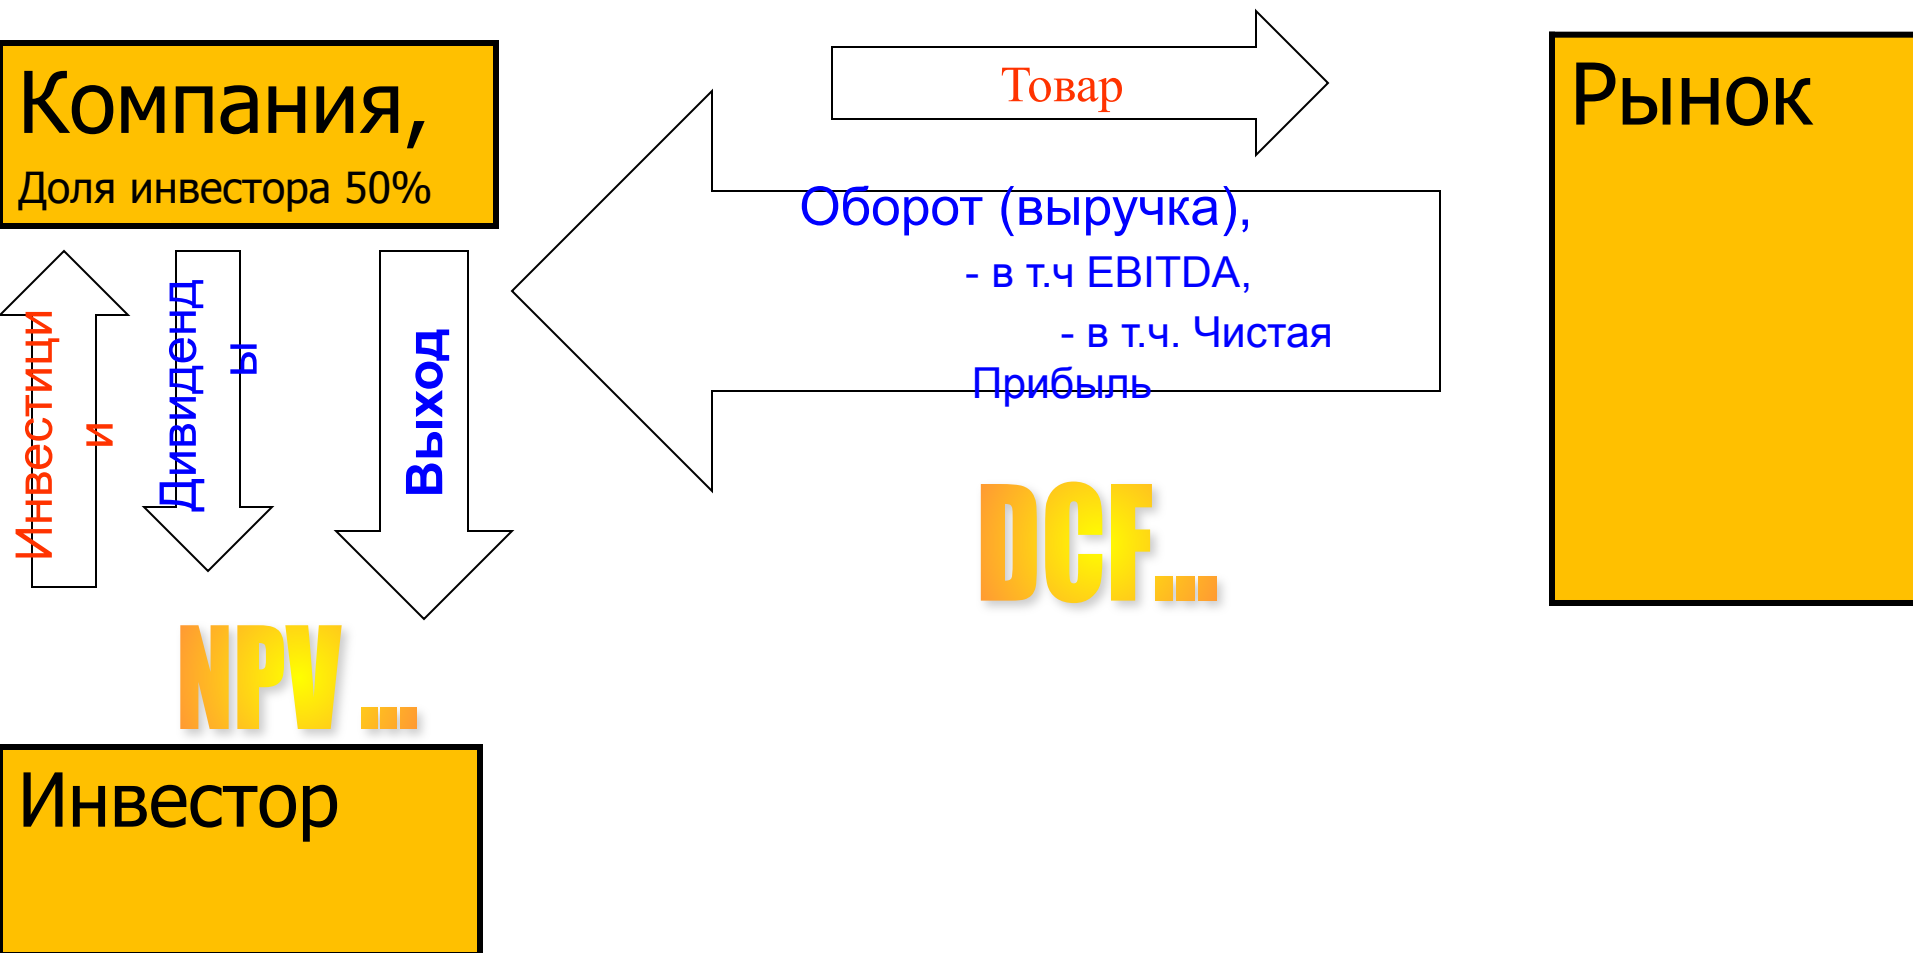 Компания,
Доля инвестора 50%
Товар
Рынок
Оборот (выручка),
- в т.ч EBITDA,
- в т.ч. Чистая
Прибыль
Инвестици
и
Дивиденд
ы
Выход
DCF...
NPV ...
Инвестор